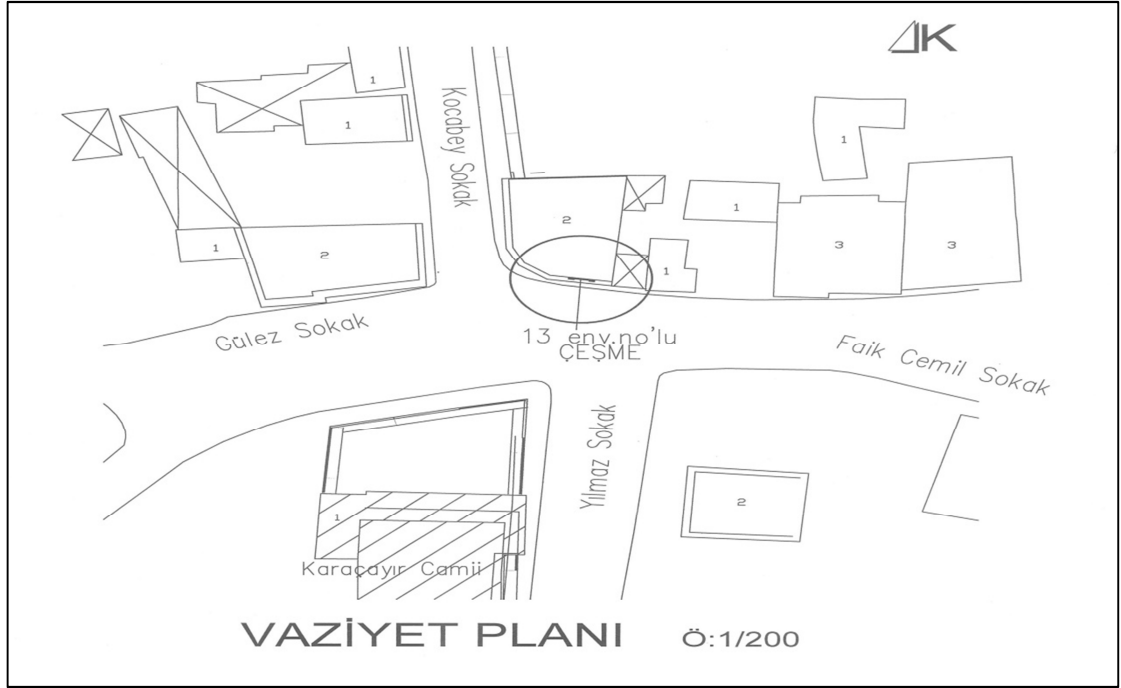 K
1
Kocabey Sokak
1
1
2
1
1
3
3
1
2
1
Gülez Sokak
13 env.no'lu
ÇEŞME
Faik Cemil Sokak
Yılmaz Sokak
2
1
Karaçayır Camii
VAZİYET PLANI Ö:1/200